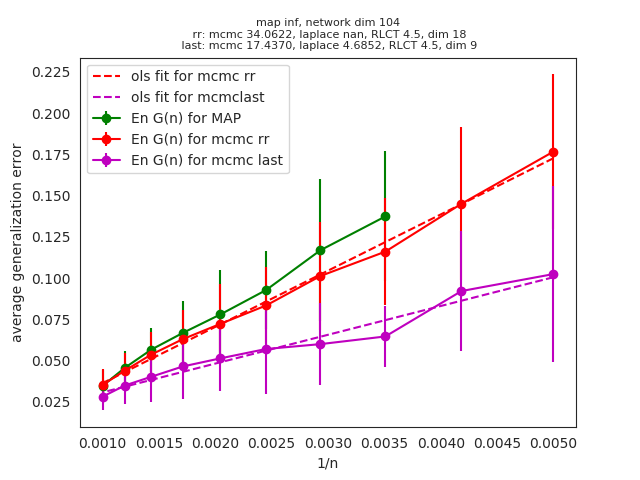 map inf, network dim 104
rr: mcmc 34.0622, laplace nan, RLCT 4.5, dim 18
last: mcmc 17.4370, laplace 4.6852, RLCT 4.5, dim 9
ols fit for mcmc rr
ols fit for mcmclast
En G(n) for MAP
En G(n) for mcmc rr
En G(n) for mcmc last
average generalization error
0.225
0.200
0.175
0.150
0.125
0.100
0.075
0.050
0.025
0.0010 0.0015 0.0020 0.0025 0.0030 0.0035 0.0040 0.0045 0.0050
1/n